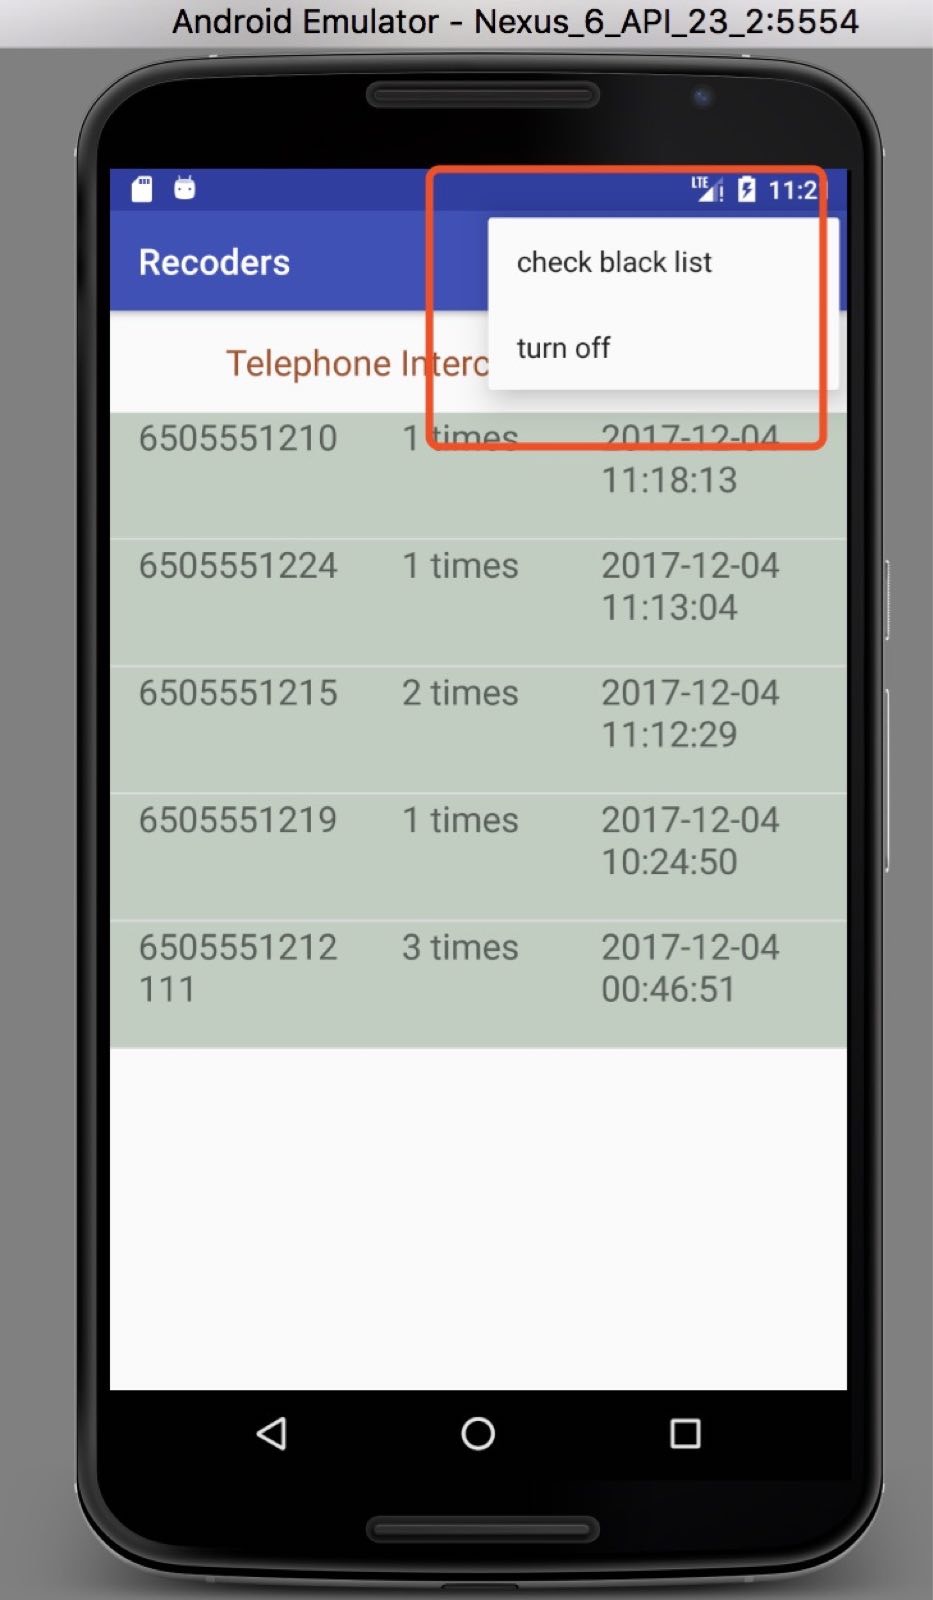 Android Emulator - Nexus_6_API_23_2:5554
LTE 11:2
Recoders
check black list
turn off
Telephone
6505551210 1 times 2017-12-04
11:18:13
6505551224 1 times 2017-12-04
11:13:04
6505551215 2 times 2017-12-04
11:12:29
6505551219 1 times 2017-12-04
10:24:50
6505551212 3 times 2017-12-04
111 00:46:51